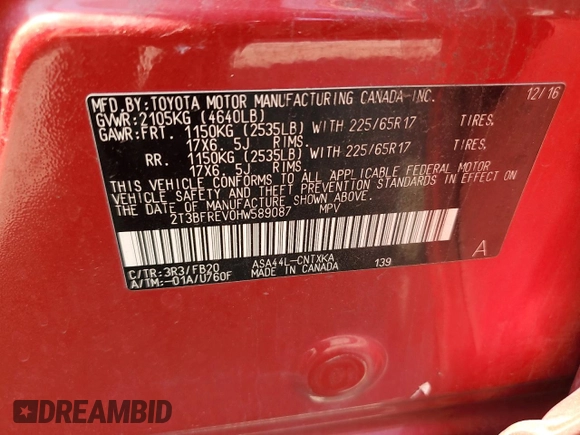 MFD. BY: TOYOTA MOTOR MANUFACTURING CANADA-INC. 12/16
GVWR: 2105KG (4640LB)
GAWR: FRT. 1150KG (2535LB) WITH 225/65R17 TIRES,
17X6. 5J RIMS.
RR. 1150KG (2535LB) WITH 225/65R17 TIRES,
17X6. 5J RIMS.
THIS VEHICLE CONFORMS TO ALL APPLICABLE FEDERAL MOTOR
VEHICLE SAFETY AND THEFT PREVENTION STANDARDS IN EFFECT ON
THE DATE OF MANUFACTURE SHOWN ABOVE.
2T3BFREV0HW589087 MPV
A
C/TR: 3R3/FB20 ASA44L-CNTXKA 139
A/TM: -01A/U760F MADE IN CANADA
DREAMBID